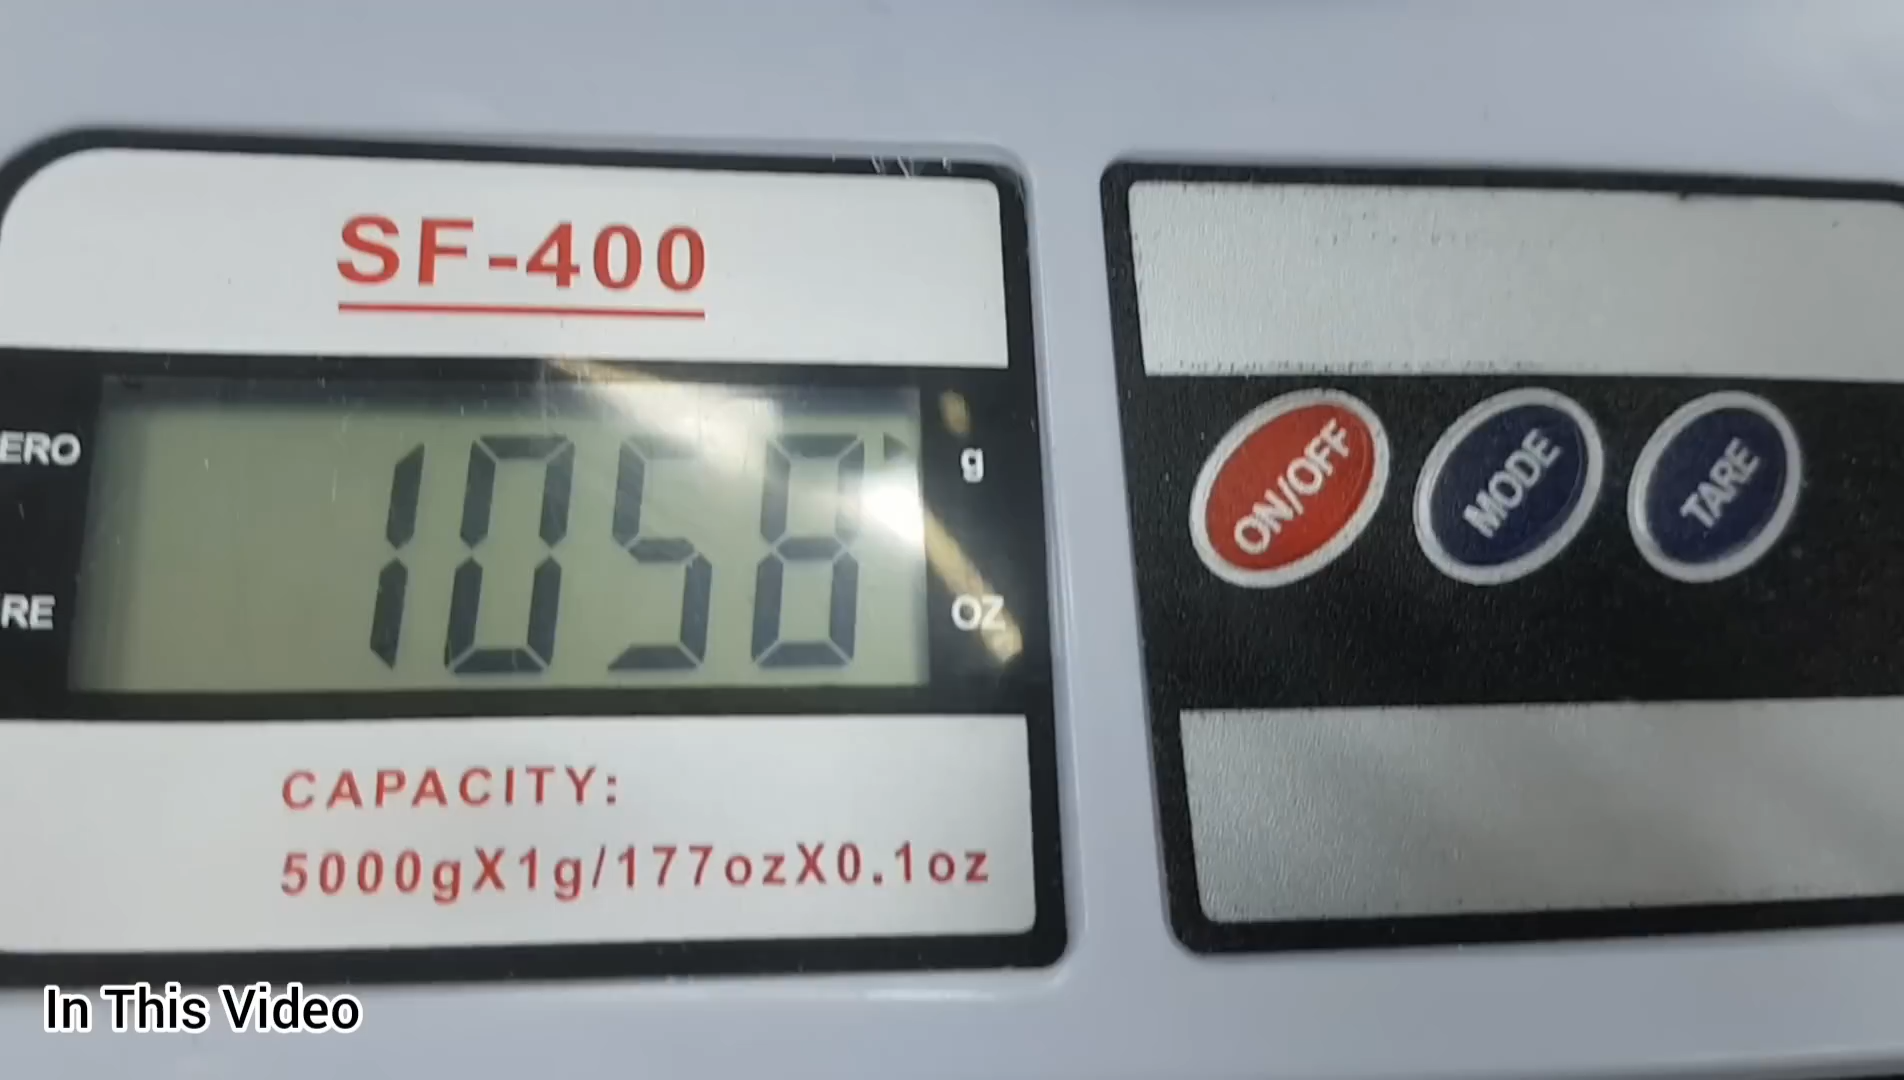 SF-400
ERO
1058
g
RE
OZ
CAPACITY:
5000gX1g/177ozX0.1oz
ON/OFF
MODE
TARE
In This Video